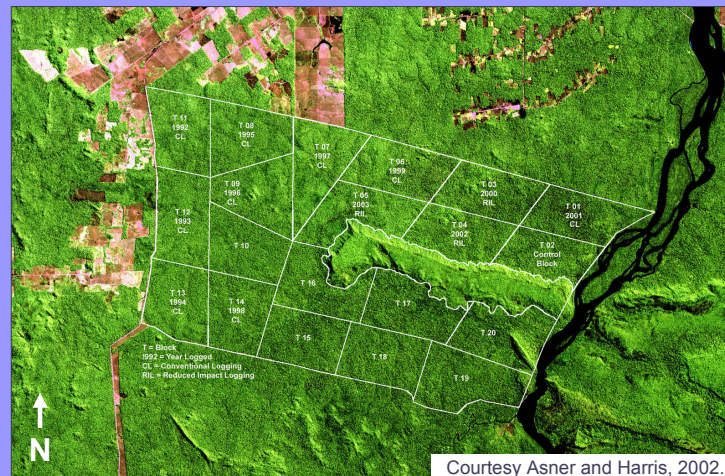 T 11
1992
CL
T 08
1995
CL
T 07
1997
CL
T 06
1999
CL
T 03
2000
RIL
T 01
2001
CL
T 09
1996
CL
T 05
2003
RIL
T 04
2002
RIL
T 02
Control
Block
T 12
1993
CL
T 10
T 13
1994
CL
T 14
1998
CL
T 16
T 17
T 20
T 15
T 18
T 19
T = Block
1992 = Year Logged
CL = Conventional Logging
RIL = Reduced Impact Logging
N
Courtesy Asner and Harris, 2002.